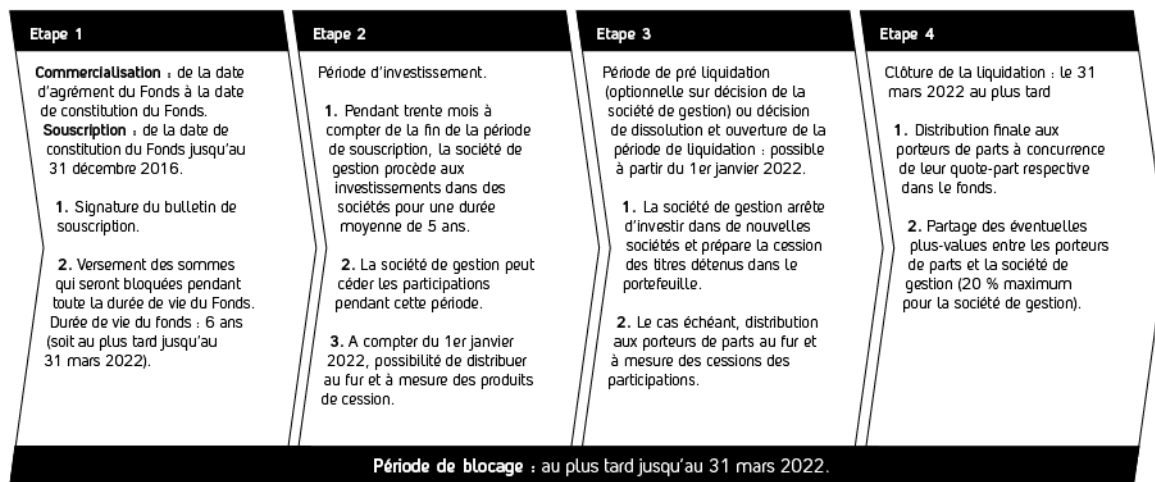 Etape 1
Commercialisation : de la date
d'agrément du Fonds à la date
de constitution du Fonds.
Souscription : de la date de
constitution du Fonds jusqu'au
31 décembre 2016.
1. Signature du bulletin de
souscription.
2. Versement des sommes
qui seront bloquées pendant
toute la durée de vie du Fonds.
Durée de vie du fonds : 6 ans
(soit au plus tard jusqu'au
31 mars 2022).
Etape 2
Période d'investissement.
1. Pendant trente mois à
compter de la fin de la période
de souscription, la société de
gestion procède aux
investissements dans des
sociétés pour une durée
moyenne de 5 ans.
2. La société de gestion peut
céder les participations
pendant cette période.
3. A compter du 1er janvier
2022, possibilité de distribuer
au fur et à mesure des produits
de cession.
Etape 3
Période de pré liquidation
(optionnelle sur décision de la
société de gestion) ou décision
de dissolution et ouverture de la
période de liquidation : possible
à partir du 1er janvier 2022.
1. La société de gestion arrête
d'investir dans de nouvelles
sociétés et prépare la cession
des titres détenus dans le
portefeuille.
2. Le cas échéant, distribution
aux porteurs de parts au fur et
à mesure des cessions des
participations.
Etape 4
Clôture de la liquidation : le 31
mars 2022 au plus tard
1. Distribution finale aux
porteurs de parts à concurrence
de leur quote-part respective
dans le fonds.
2. Partage des éventuelles
plus-values entre les porteurs
de parts et la société de
gestion (20 % maximum
pour la société de gestion).
Période de blocage : au plus tard jusqu'au 31 mars 2022.